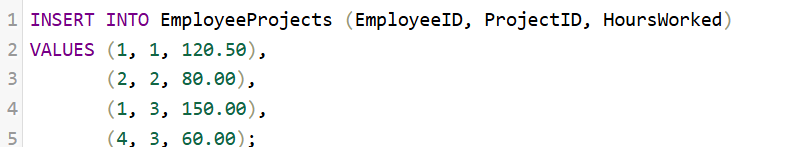 1 INSERT INTO EmployeeProjects (EmployeeID, ProjectID, HoursWorked)
2 VALUES (1, 1, 120.50),
3 (2, 2, 80.00),
4 (1, 3, 150.00),
5 (4, 3, 60.00);